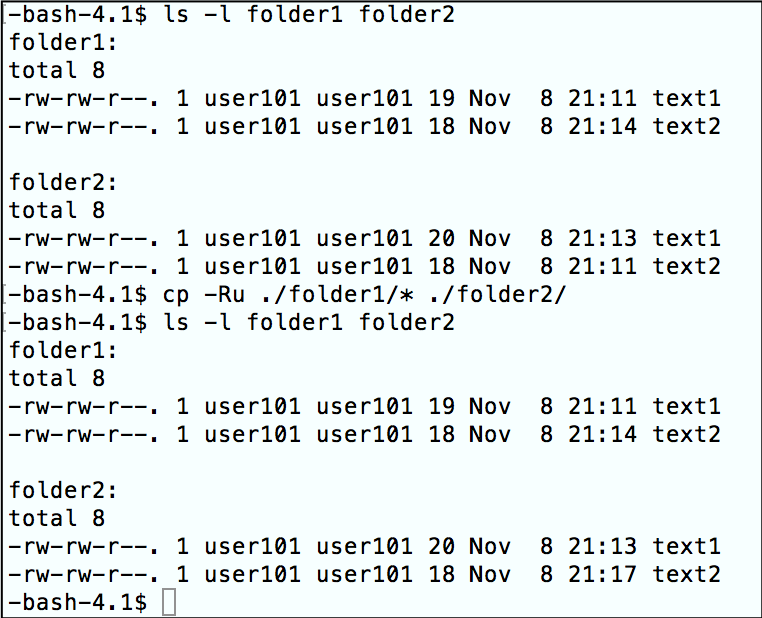 -bash-4.1$ ls -l folder1 folder2
folder1:
total 8
-rw-rw-r--. 1 user101 user101 19 Nov  8 21:11 text1
-rw-rw-r--. 1 user101 user101 18 Nov  8 21:14 text2

folder2:
total 8
-rw-rw-r--. 1 user101 user101 20 Nov  8 21:13 text1
-rw-rw-r--. 1 user101 user101 18 Nov  8 21:11 text2
-bash-4.1$ cp -Ru ./folder1/* ./folder2/
-bash-4.1$ ls -l folder1 folder2
folder1:
total 8
-rw-rw-r--. 1 user101 user101 19 Nov  8 21:11 text1
-rw-rw-r--. 1 user101 user101 18 Nov  8 21:14 text2

folder2:
total 8
-rw-rw-r--. 1 user101 user101 20 Nov  8 21:13 text1
-rw-rw-r--. 1 user101 user101 18 Nov  8 21:17 text2
-bash-4.1$